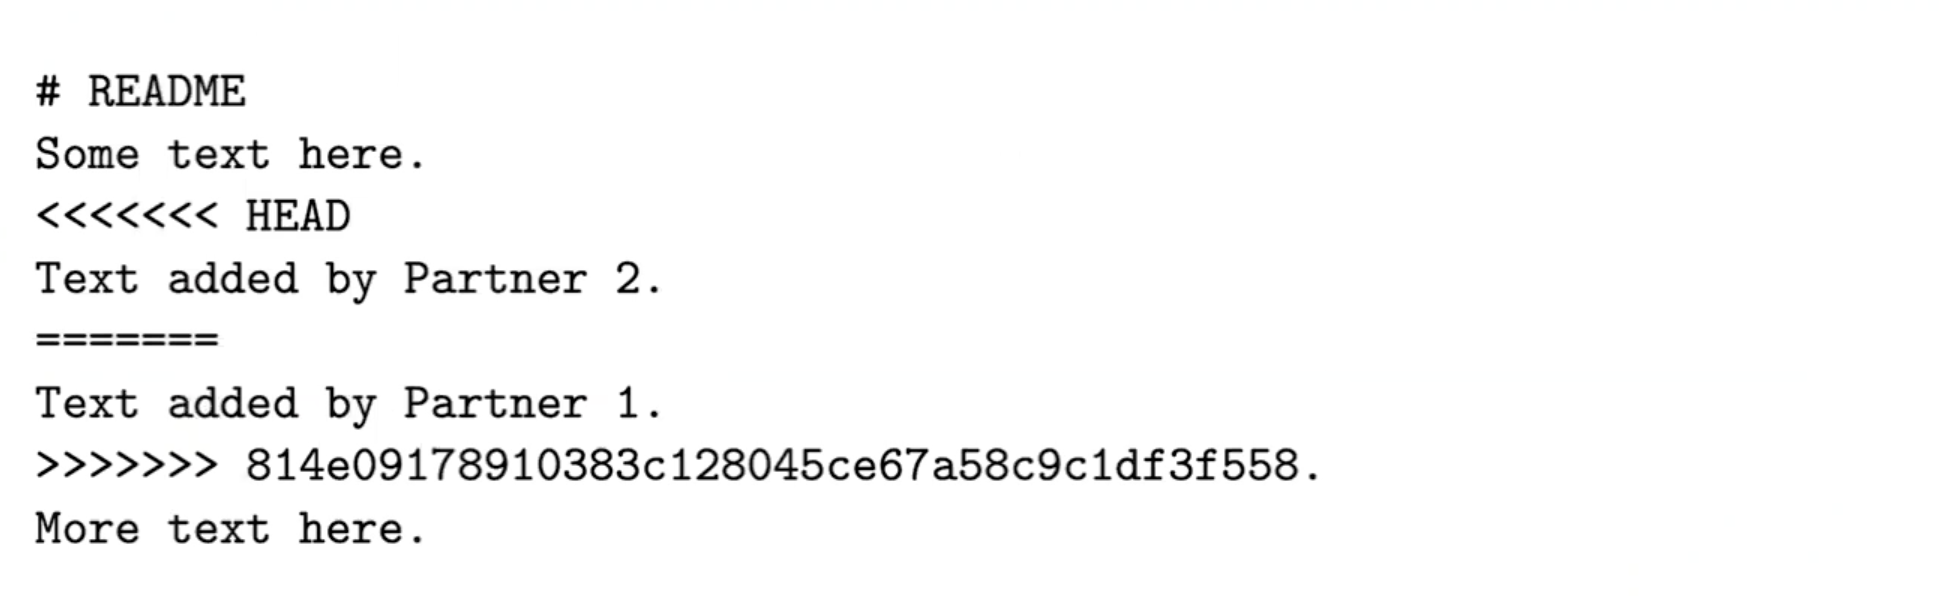 # README
Some text here.
<<<<<<< HEAD
Text added by Partner 2.
=======
Text added by Partner 1.
>>>>>>> 814e09178910383c128045ce67a58c9c1df3f558.
More text here.